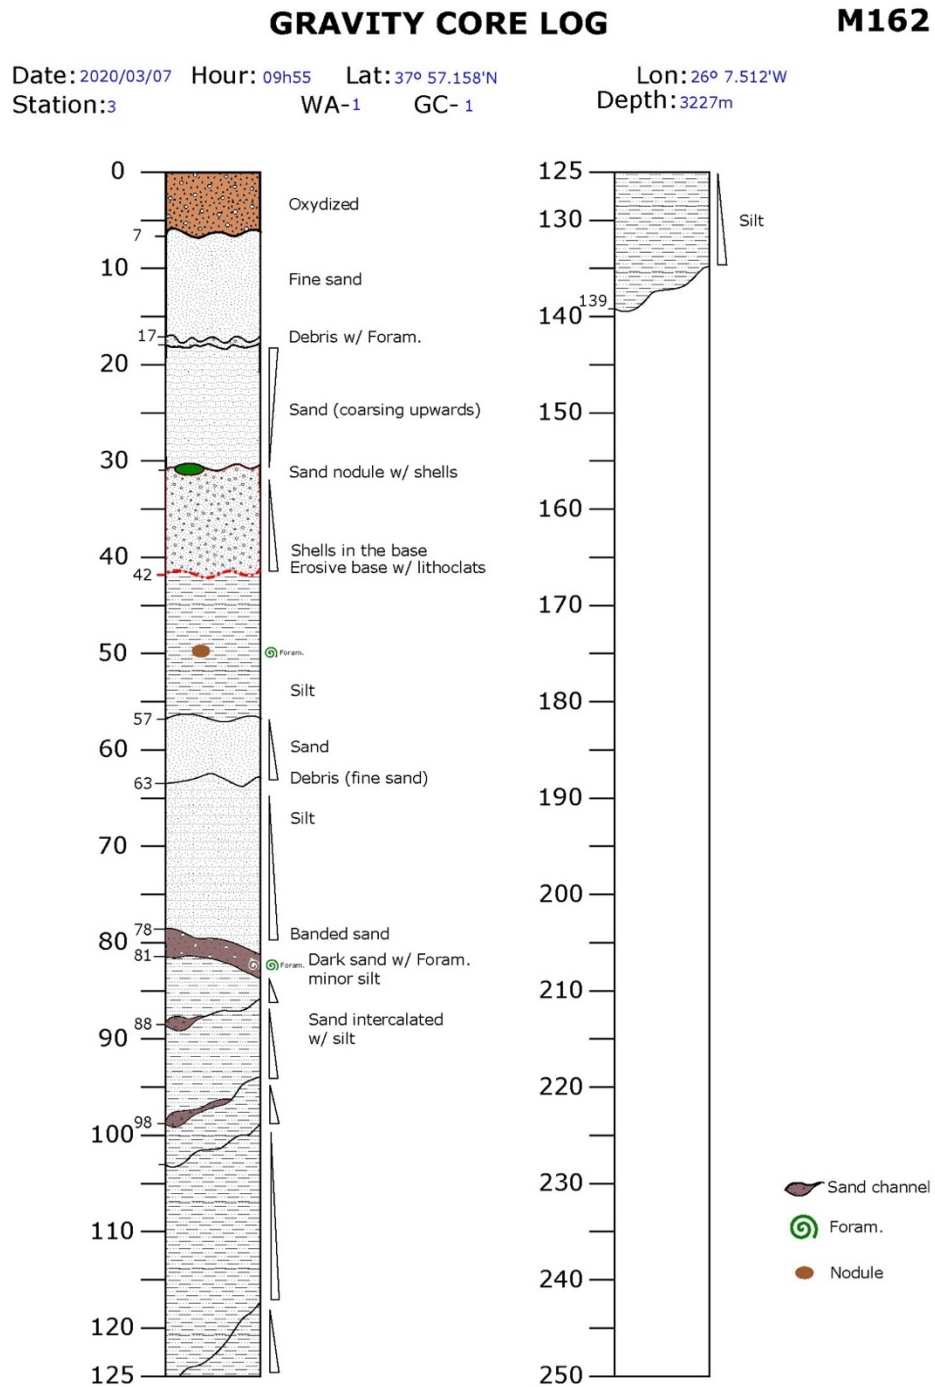 GRAVITY CORE LOG
M162
Date: 2020/03/07 Hour: 09h55 Lat: 37º 57.158'N Lon: 26º 7.512'W
Station: 3 WA-1 GC- 1 Depth: 3227m
0
Oxydized
7
10
Fine sand
17
Debris w/ Foram.
20
Sand (coarsing upwards)
30
Sand nodule w/ shells
Shells in the base
40
Erosive base w/ lithoclats
42
50
Foram.
Silt
57
Sand
60
Debris (fine sand)
63
Silt
70
78
Banded sand
80
81
Foram.
Dark sand w/ Foram.
minor silt
88
Sand intercalated
w/ silt
90
98
100
110
120
125
125
130
Silt
139
140
150
160
170
180
190
200
210
220
230
240
250
Sand channel
Foram.
Nodule